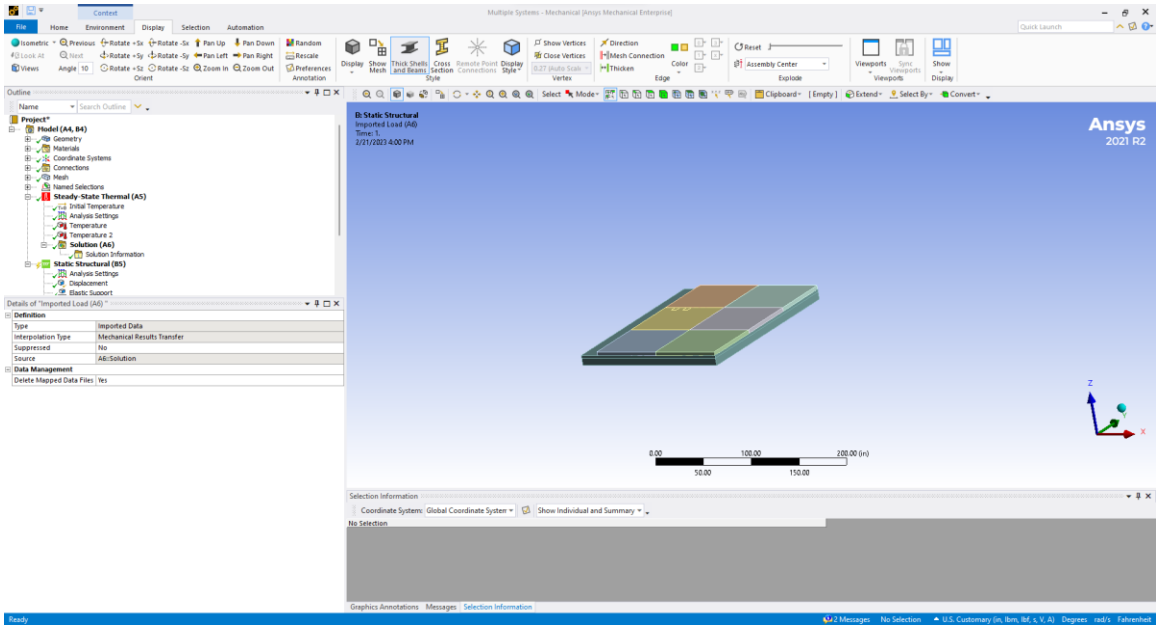 Context
Multiple Systems - Mechanical [Ansys Mechanical Enterprise]
File Home Environment Display Selection Automation
Quick Launch
Isometric Previous Rotate +Sx Rotate -Sx Pan Up Pan Down Random
Look At Next Rotate +Sy Rotate -Sy Pan Left Pan Right Rescale
Views Angle 10 Rotate +Sz Rotate -Sz Zoom In Zoom Out Preferences
Orient
Annotation
Display Show Mesh Thick Shells and Beams Cross Section Remote Point Connections Display Style
Style
Show Vertices
Close Vertices
0.27 (Auto Scale)
Vertex
Direction
Mesh Connection
Thicken
Color
Edge
Reset
Assembly Center
Explode
Viewports Sync Viewports
Viewports
Show
Display
Outline
Name Search Outline
Select Mode Clipboard [Empty] Extend Select By Convert
Project*
Model (A4, B4)
Geometry
Materials
Coordinate Systems
Connections
Mesh
Named Selections
Steady-State Thermal (A5)
Initial Temperature
Analysis Settings
Temperature
Temperature 2
Solution (A6)
Solution Information
Static Structural (B5)
Analysis Settings
Displacement
Elastic Support
Details of "Imported Load (A6)"
Definition
Type Imported Data
Interpolation Type Mechanical Results Transfer
Suppressed No
Source A6::Solution
Data Management
Delete Mapped Data Files Yes
B: Static Structural
Imported Load (A6)
Time: 1.
2/21/2023 4:00 PM
Ansys
2021 R2
Z
Y
X
0.00 100.00 200.00 (in)
50.00 150.00
Selection Information
Coordinate System: Global Coordinate System Show Individual and Summary
No Selection
Graphics Annotations Messages Selection Information
Ready
2 Messages No Selection U.S. Customary (in, lbm, lbf, s, V, A) Degrees rad/s Fahrenheit